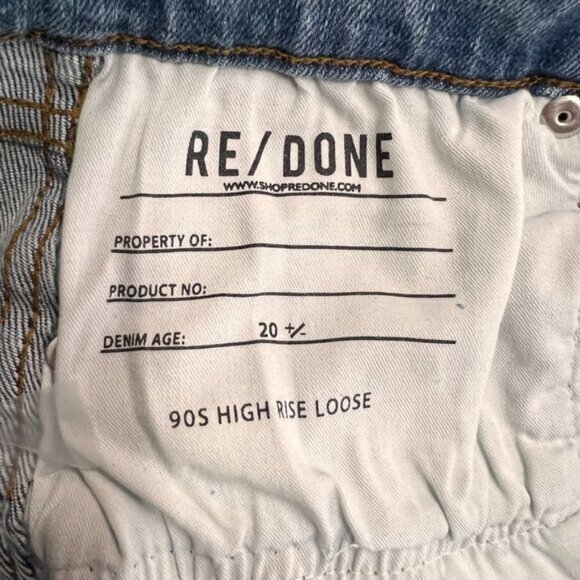 RE/DONE
WWW.SHOPREDONE.COM
PROPERTY OF:
PRODUCT NO:
DENIM AGE: 20 +/-
90S HIGH RISE LOOSE